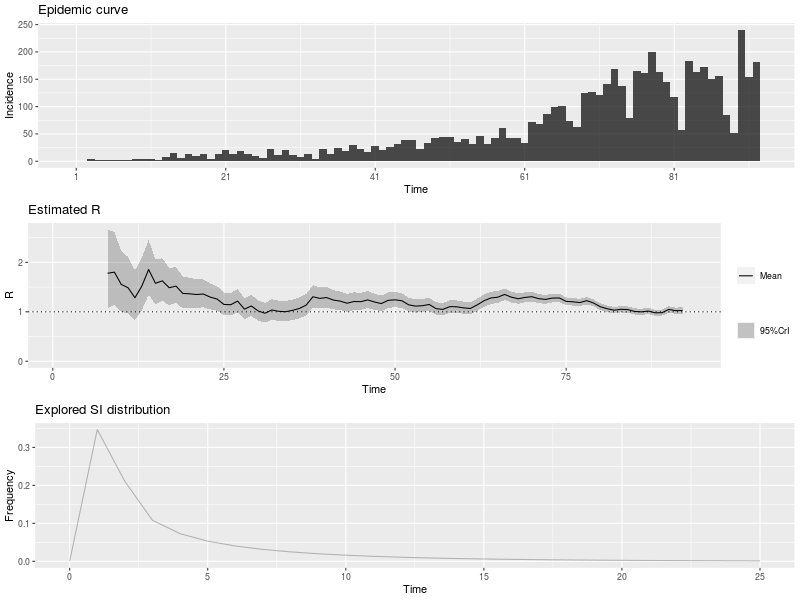 Epidemic curve
250
200
150
100
50
0
Incidence
1
21
41
61
81
Time
Estimated R
2
1
0
R
0
25
50
75
Time
Mean
95%CrI
Explored SI distribution
0.3
0.2
0.1
0.0
Frequency
0
5
10
15
20
25
Time